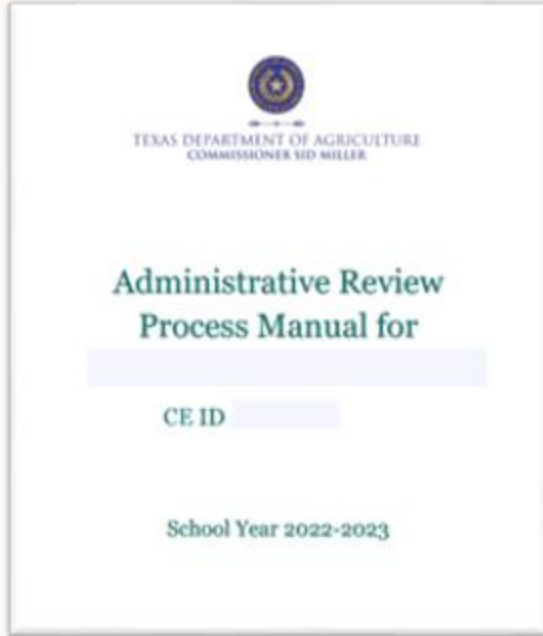 TEXAS DEPARTMENT OF AGRICULTURE
COMMISSIONER SID MILLER
Administrative Review
Process Manual for
CE ID
School Year 2022-2023